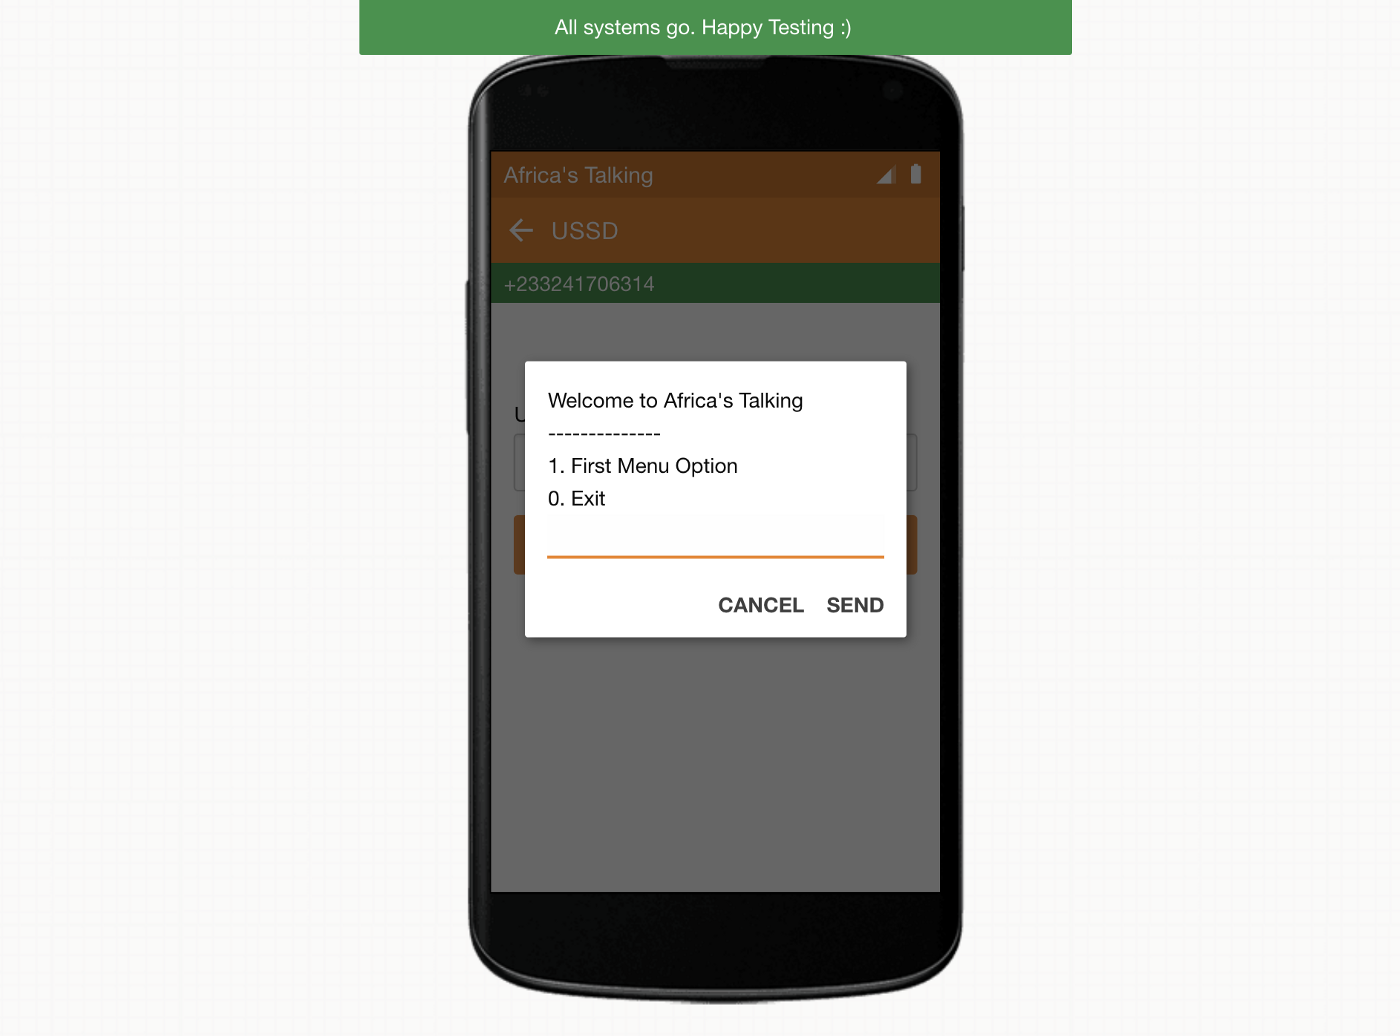 All systems go. Happy Testing :)
Africa's Talking
USSD
+233241706314
U
Welcome to Africa's Talking
--------------
1. First Menu Option
0. Exit
CANCEL SEND